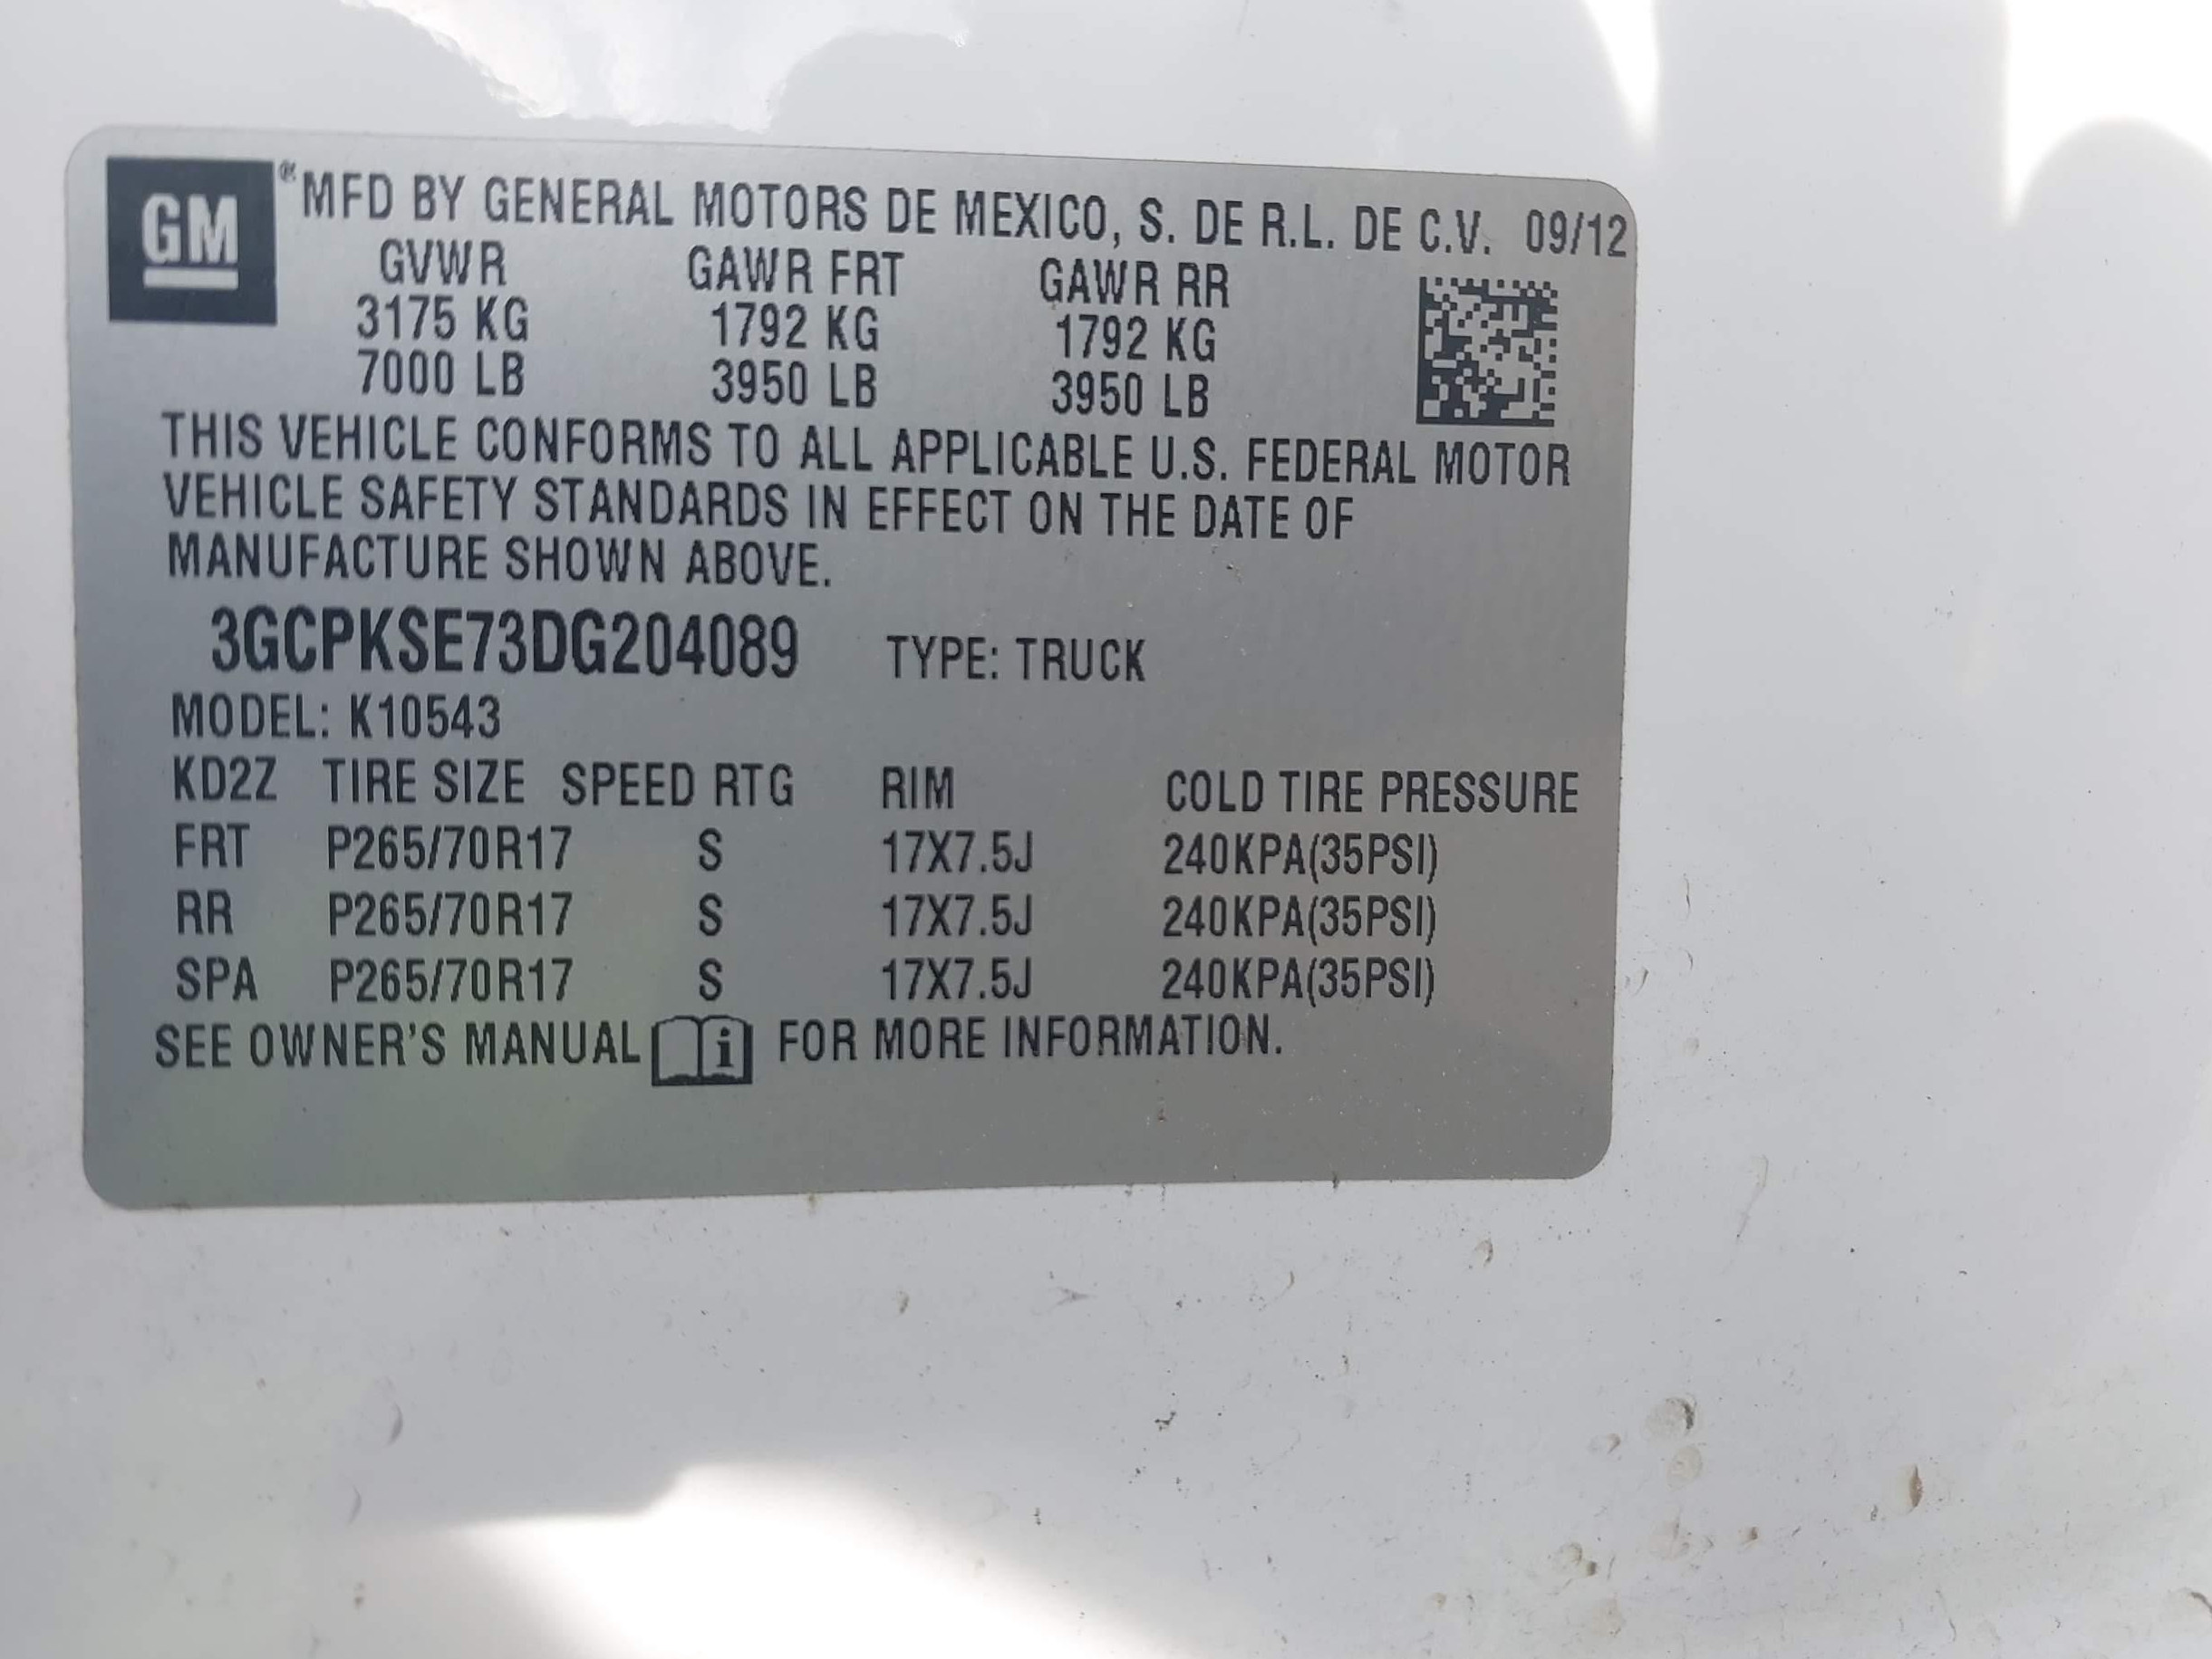 GM ® MFD BY GENERAL MOTORS DE MEXICO, S. DE R.L. DE C.V. 09/12
GVWR GAWR FRT GAWR RR
3175 KG 1792 KG 1792 KG
7000 LB 3950 LB 3950 LB
THIS VEHICLE CONFORMS TO ALL APPLICABLE U.S. FEDERAL MOTOR
VEHICLE SAFETY STANDARDS IN EFFECT ON THE DATE OF
MANUFACTURE SHOWN ABOVE.
3GCPKSE73DG204089 TYPE: TRUCK
MODEL: K10543
KD2Z TIRE SIZE SPEED RTG RIM COLD TIRE PRESSURE
FRT P265/70R17 S 17X7.5J 240KPA(35PSI)
RR P265/70R17 S 17X7.5J 240KPA(35PSI)
SPA P265/70R17 S 17X7.5J 240KPA(35PSI)
SEE OWNER'S MANUAL i FOR MORE INFORMATION.